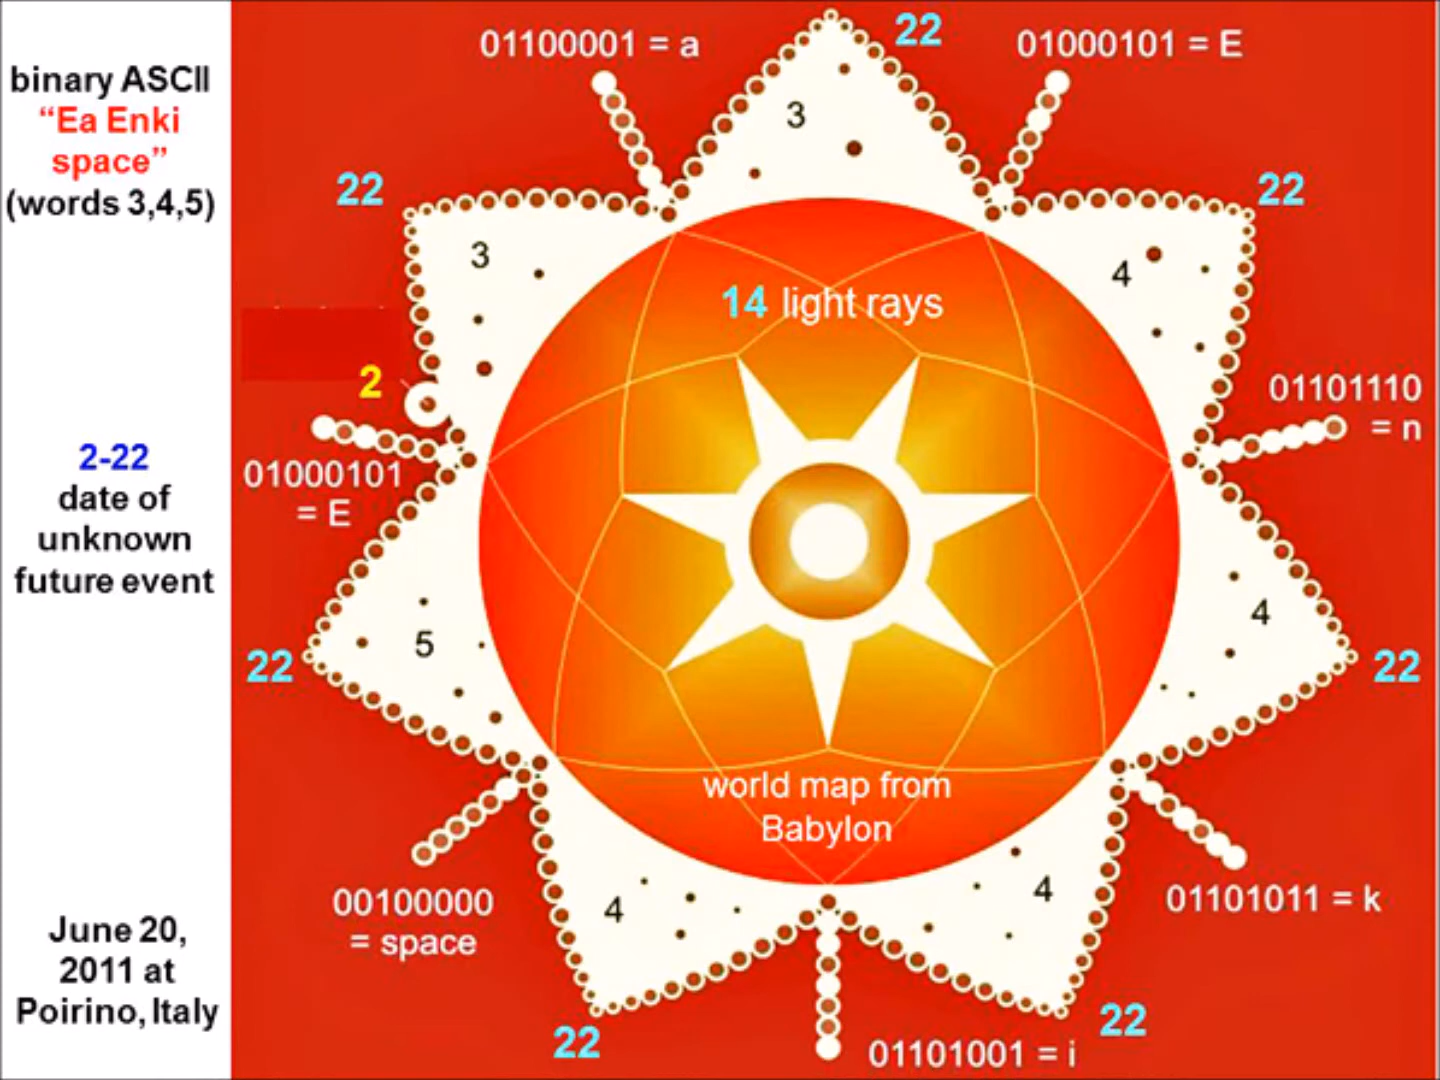 binary ASCII
“Ea Enki
space”
(words 3,4,5)
2-22
date of
unknown
future event
June 20,
2011 at
Poirino, Italy
01100001 = a
22
01000101 = E
3
22
22
3
4
14 light rays
2
01101110
= n
01000101
= E
5
4
22
22
world map from
Babylon
4
4
00100000
= space
01101011 = k
22
22
01101001 = i